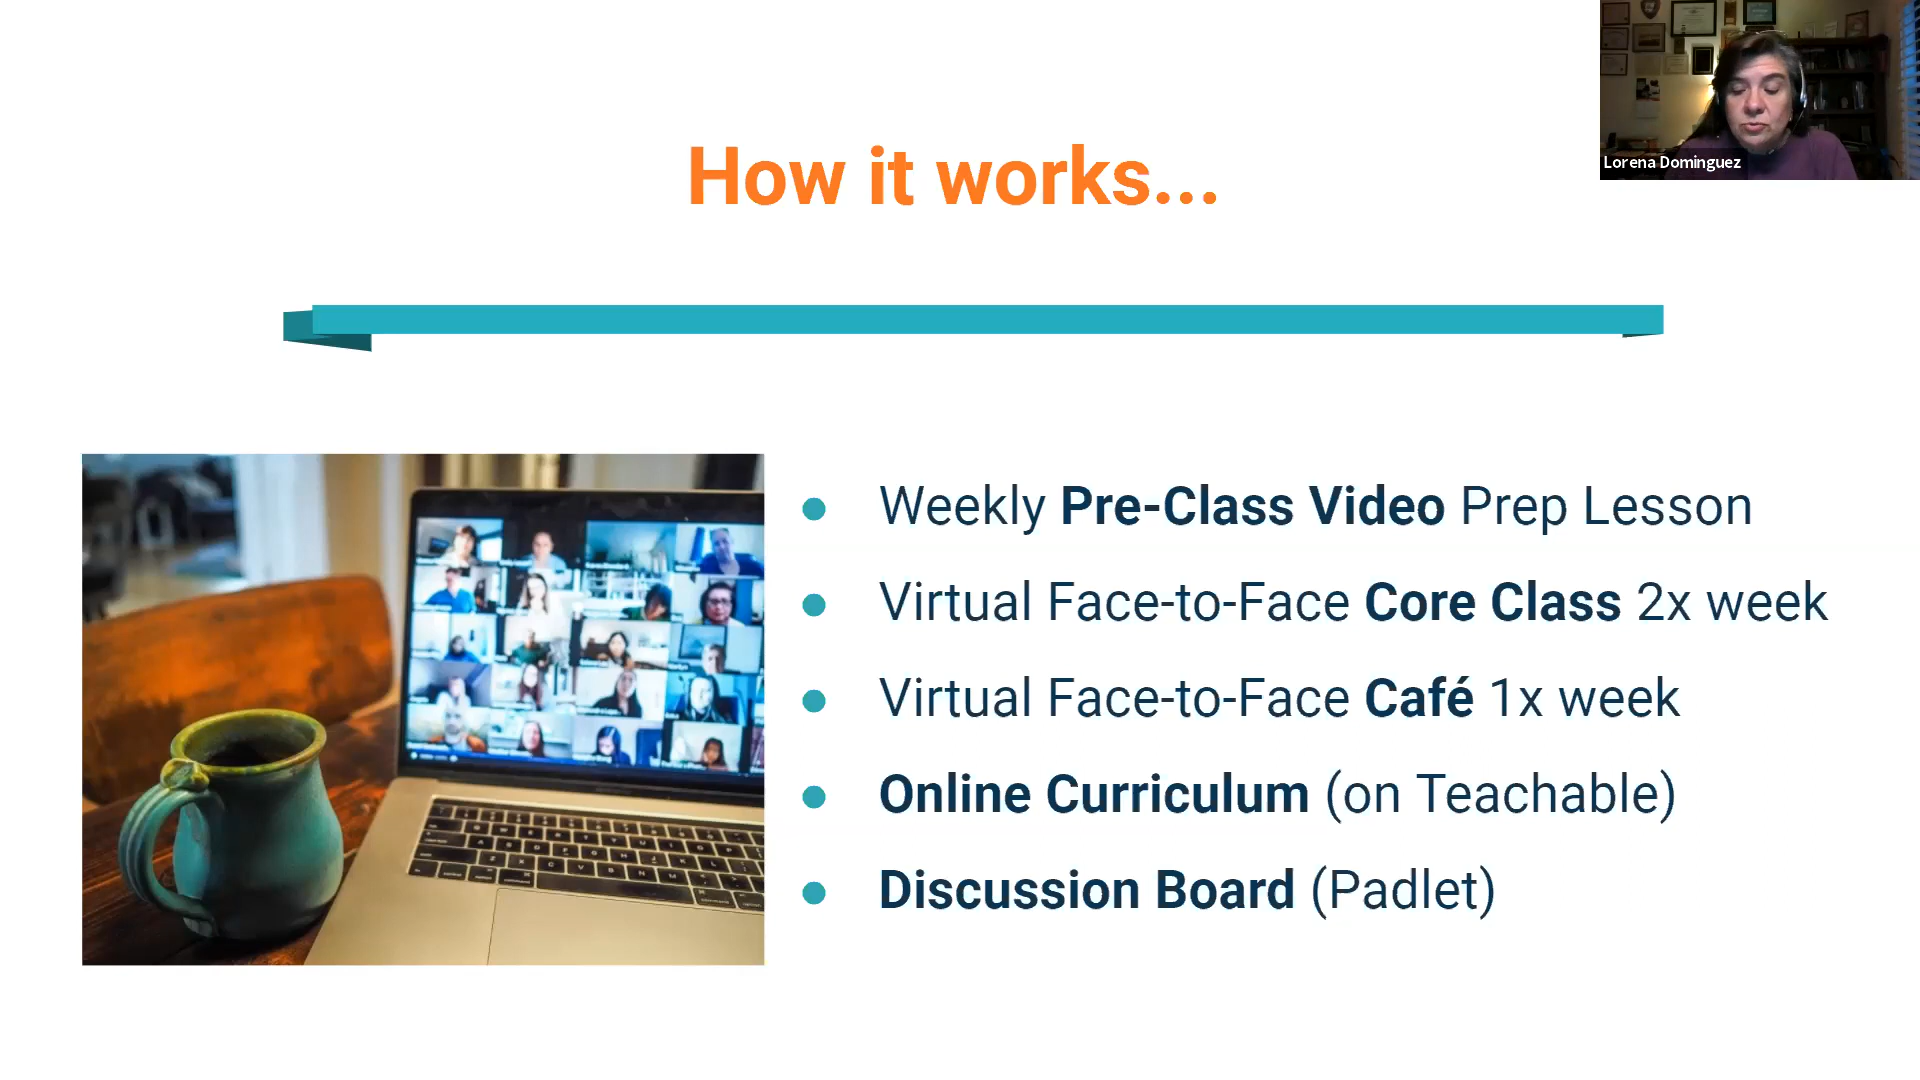 How it works...
Lorena Dominguez
Weekly Pre-Class Video Prep Lesson
Virtual Face-to-Face Core Class 2x week
Virtual Face-to-Face Café 1x week
Online Curriculum (on Teachable)
Discussion Board (Padlet)